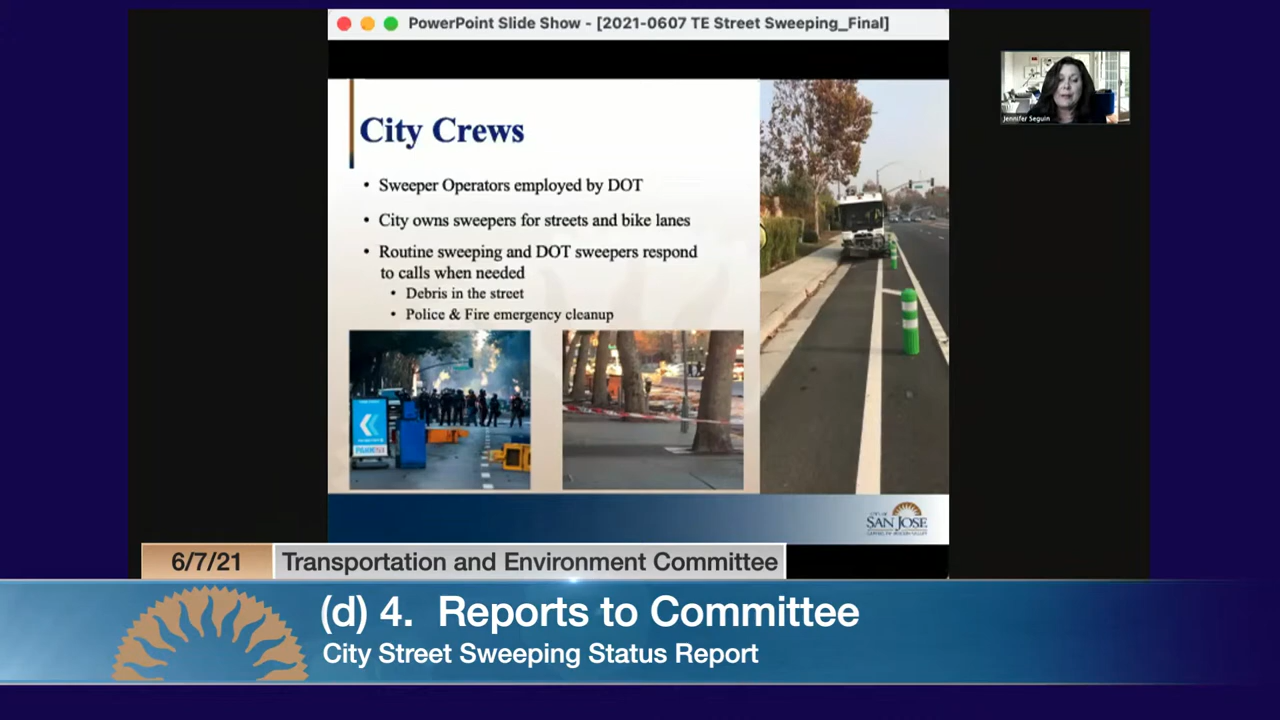 PowerPoint Slide Show - [2021-0607 TE Street Sweeping_Final]
Jennifer Seguin
City Crews
• Sweeper Operators employed by DOT
• City owns sweepers for streets and bike lanes
• Routine sweeping and DOT sweepers respond
to calls when needed
• Debris in the street
• Police & Fire emergency cleanup
CITY OF
SAN JOSE
CAPITAL OF SILICON VALLEY
6/7/21
Transportation and Environment Committee
(d) 4. Reports to Committee
City Street Sweeping Status Report